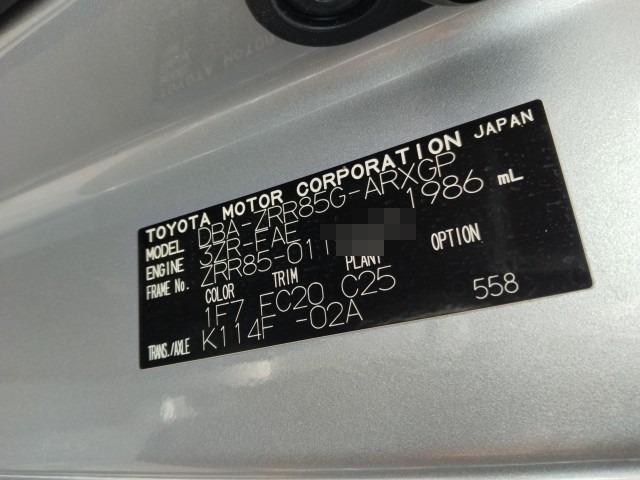 TOYOTA MOTOR CORPORATION JAPAN
MODEL DBA-ZRR85G-ARXGP
ENGINE 3ZR-FAE 1986 mL
FRAME No. ZRR85-011
COLOR TRIM PLANT OPTION
1F7 FC20 C25
TRANS./AXLE K114F -02A 558